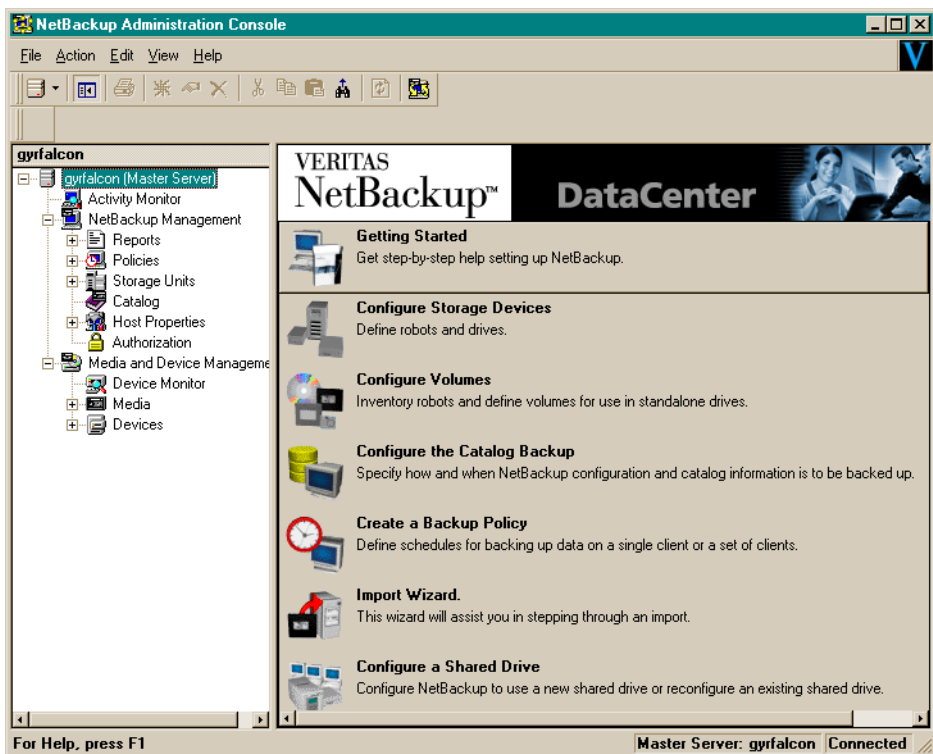 NetBackup Administration Console
File Action Edit View Help
V
gyrfalcon
gyrfalcon (Master Server)
Activity Monitor
NetBackup Management
Reports
Policies
Storage Units
Catalog
Host Properties
Authorization
Media and Device Manageme
Device Monitor
Media
Devices
VERITAS
NetBackup™
DataCenter
Getting Started
Get step-by-step help setting up NetBackup.
Configure Storage Devices
Define robots and drives.
Configure Volumes
Inventory robots and define volumes for use in standalone drives.
Configure the Catalog Backup
Specify how and when NetBackup configuration and catalog information is to be backed up.
Create a Backup Policy
Define schedules for backing up data on a single client or a set of clients.
Import Wizard.
This wizard will assist you in stepping through an import.
Configure a Shared Drive
Configure NetBackup to use a new shared drive or reconfigure an existing shared drive.
For Help, press F1
Master Server: gyrfalcon
Connected